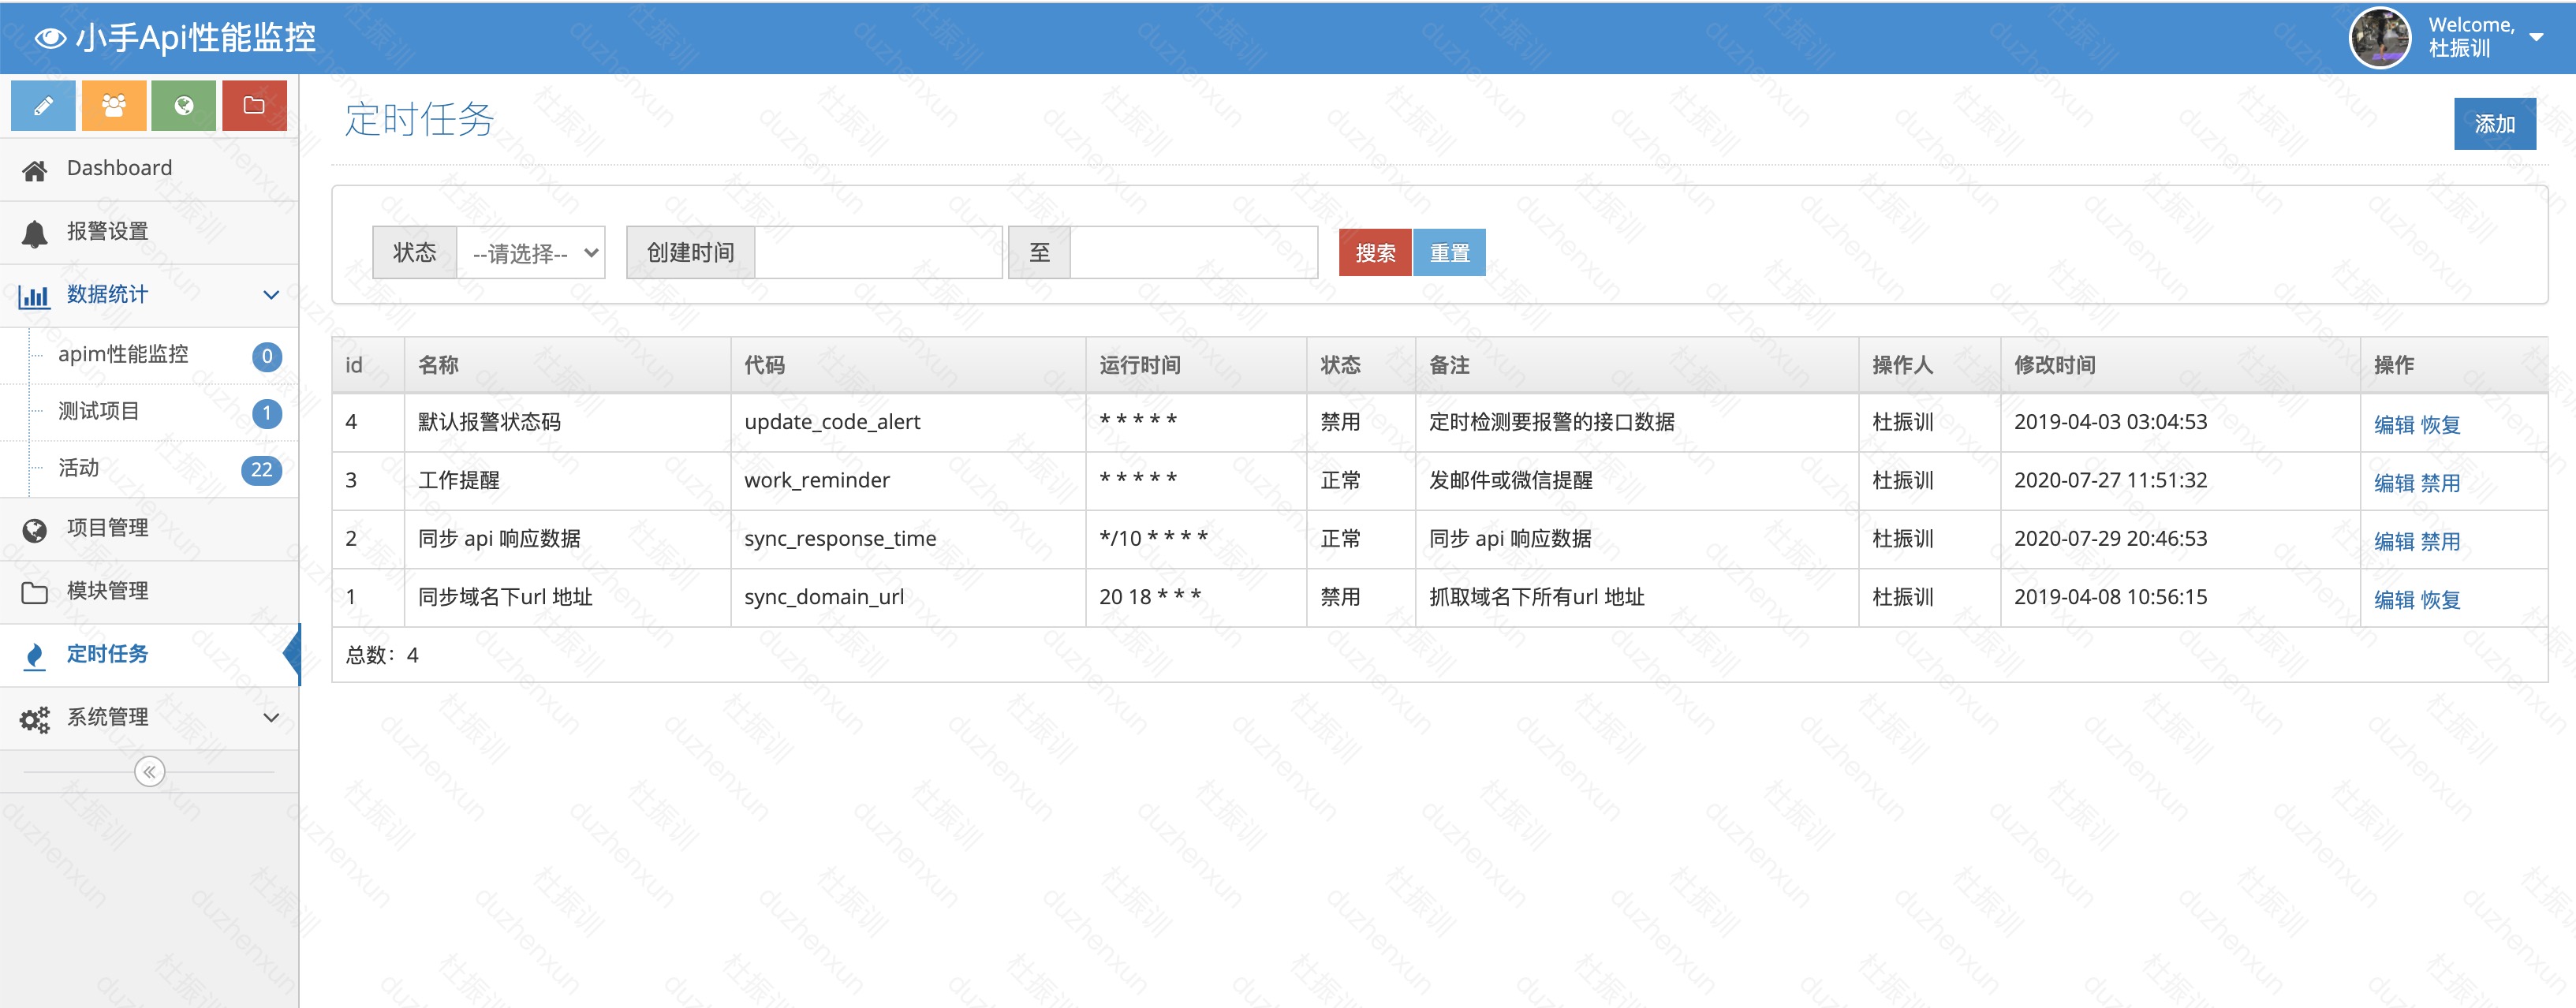 小手Api性能监控
Welcome,
杜振训
Dashboard
报警设置
数据统计
apim性能监控 0
测试项目 1
活动 22
项目管理
模块管理
定时任务
系统管理
定时任务
添加
状态 --请选择-- 创建时间 至 搜索 重置
id 名称 代码 运行时间 状态 备注 操作人 修改时间 操作
4 默认报警状态码 update_code_alert * * * * * 禁用 定时检测要报警的接口数据 杜振训 2019-04-03 03:04:53 编辑 恢复
3 工作提醒 work_reminder * * * * * 正常 发邮件或微信提醒 杜振训 2020-07-27 11:51:32 编辑 禁用
2 同步 api 响应数据 sync_response_time */10 * * * * 正常 同步 api 响应数据 杜振训 2020-07-29 20:46:53 编辑 禁用
1 同步域名下url 地址 sync_domain_url 20 18 * * * 禁用 抓取域名下所有url 地址 杜振训 2019-04-08 10:56:15 编辑 恢复
总数：4
杜振训
duzhenxun